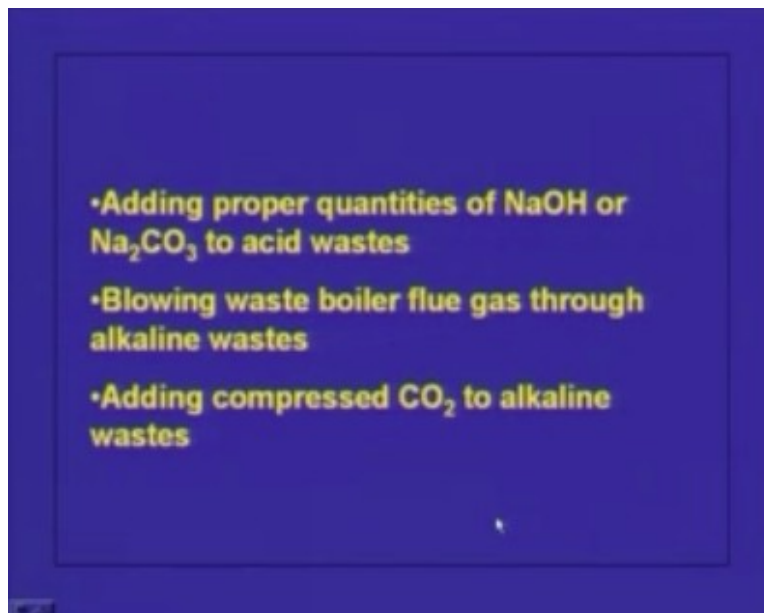 •Adding proper quantities of NaOH or
Na₂CO₃ to acid wastes
•Blowing waste boiler flue gas through
alkaline wastes
•Adding compressed CO₂ to alkaline
wastes